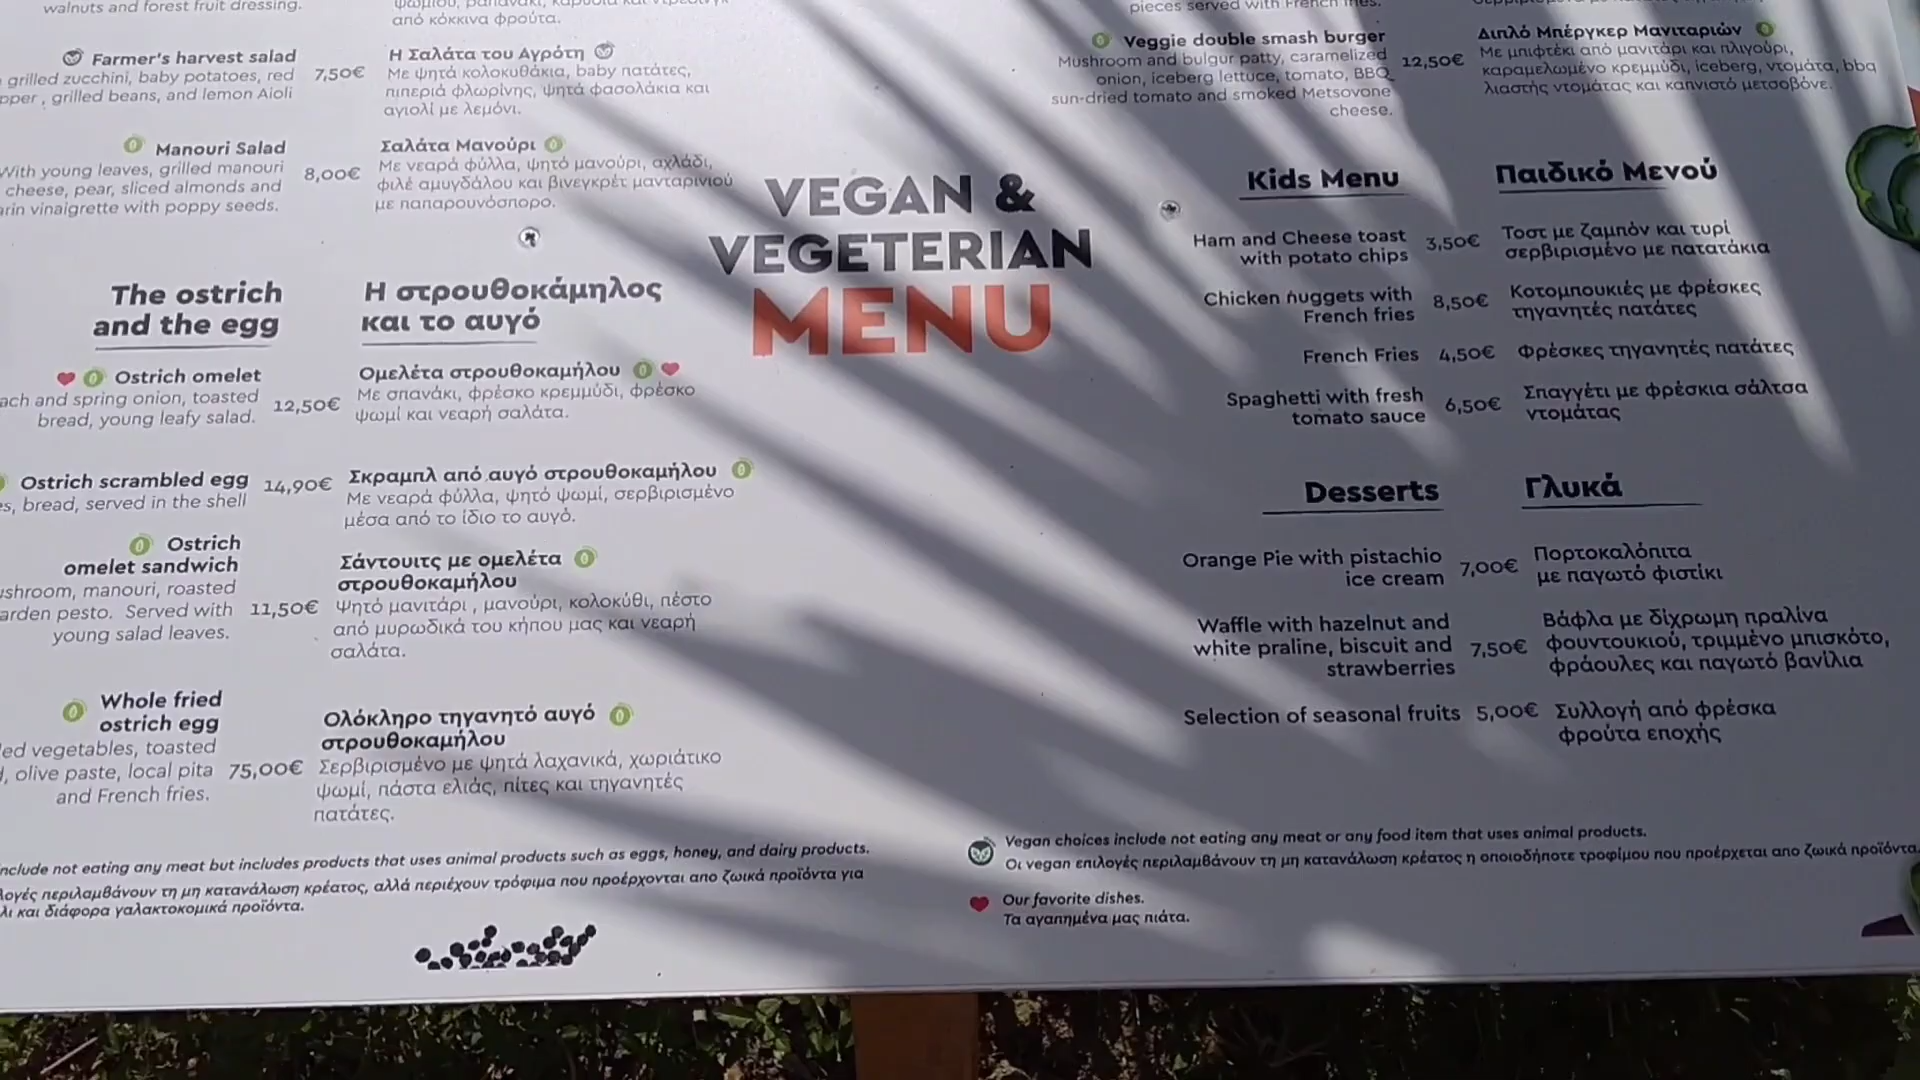 walnuts and forest fruit dressing.
από κόκκινα φρούτα.
Farmer's harvest salad
grilled zucchini, baby potatoes, red
pper, grilled beans, and lemon Aioli
7,50€
Η Σαλάτα του Αγρότη
Με ψητά κολοκυθάκια, baby πατάτες,
πιπεριά φλωρίνης, ψητά φασολάκια και
αγιολί με λεμόνι.
Manouri Salad
With young leaves, grilled manouri
cheese, pear, sliced almonds and
arin vinaigrette with poppy seeds.
8,00€
Σαλάτα Μανούρι
Με νεαρά φύλλα, ψητό μανούρι, αχλάδι,
φιλέ αμυγδάλου και βινεγκρέτ μανταρινιού
με παπαρουνόσπορο.
The ostrich
and the egg
Η στρουθοκάμηλος
και το αυγό
Ostrich omelet
ach and spring onion, toasted
bread, young leafy salad.
12,50€
Ομελέτα στρουθοκαμήλου
Με σπανάκι, φρέσκο κρεμμύδι, φρέσκο
ψωμί και νεαρή σαλάτα.
Ostrich scrambled egg
es, bread, served in the shell
14,90€
Σκραμπλ από αυγό στρουθοκαμήλου
Με νεαρά φύλλα, ψητό ψωμί, σερβιρισμένο
μέσα από το ίδιο το αυγό.
Ostrich
omelet sandwich
ushroom, manouri, roasted
arden pesto. Served with
young salad leaves.
11,50€
Σάντουιτς με ομελέτα
στρουθοκαμήλου
Ψητό μανιτάρι , μανούρι, κολοκύθι, πέστο
από μυρωδικά του κήπου μας και νεαρή
σαλάτα.
Whole fried
ostrich egg
ed vegetables, toasted
d, olive paste, local pita
and French fries.
75,00€
Ολόκληρο τηγανητό αυγό
στρουθοκαμήλου
Σερβιρισμένο με ψητά λαχανικά, χωριάτικο
ψωμί, πάστα ελιάς, πίτες και τηγανητές
πατάτες.
include not eating any meat but includes products that uses animal products such as eggs, honey, and dairy products.
λογές περιλαμβάνουν τη μη κατανάλωση κρέατος, αλλά περιέχουν τρόφιμα που προέρχονται απο ζωικά προϊόντα για
λι και διάφορα γαλακτοκομικά προϊόντα.
VEGAN &
VEGETERIAN
MENU
pieces served with French fries.
Veggie double smash burger
Mushroom and bulgur patty, caramelized
onion, iceberg lettuce, tomato, BBQ
sun-dried tomato and smoked Metsovone
cheese.
12,50€
Διπλό Μπέργκερ Μανιταριών
Με μπιφτέκι από μανιτάρι και πλιγούρι,
καραμελωμένο κρεμμύδι, iceberg, ντομάτα, bbq
λιαστής ντομάτας και καπνιστό μετσοβόνε.
Kids Menu
Παιδικό Μενού
Ham and Cheese toast
with potato chips
3,50€
Τοστ με ζαμπόν και τυρί
σερβιρισμένο με πατατάκια
Chicken nuggets with
French fries
8,50€
Κοτομπουκιές με φρέσκες
τηγανητές πατάτες
French Fries
4,50€
Φρέσκες τηγανητές πατάτες
Spaghetti with fresh
tomato sauce
6,50€
Σπαγγέτι με φρέσκια σάλτσα
ντομάτας
Desserts
Γλυκά
Orange Pie with pistachio
ice cream
7,00€
Πορτοκαλόπιτα
με παγωτό φιστίκι
Waffle with hazelnut and
white praline, biscuit and
strawberries
7,50€
Βάφλα με δίχρωμη πραλίνα
φουντουκιού, τριμμένο μπισκότο,
φράουλες και παγωτό βανίλια
Selection of seasonal fruits
5,00€
Συλλογή από φρέσκα
φρούτα εποχής
Vegan choices include not eating any meat or any food item that uses animal products.
Οι vegan επιλογές περιλαμβάνουν τη μη κατανάλωση κρέατος η οποιοδήποτε τροφίμου που προέρχεται απο ζωικά προϊόντα.
Our favorite dishes.
Τα αγαπημένα μας πιάτα.